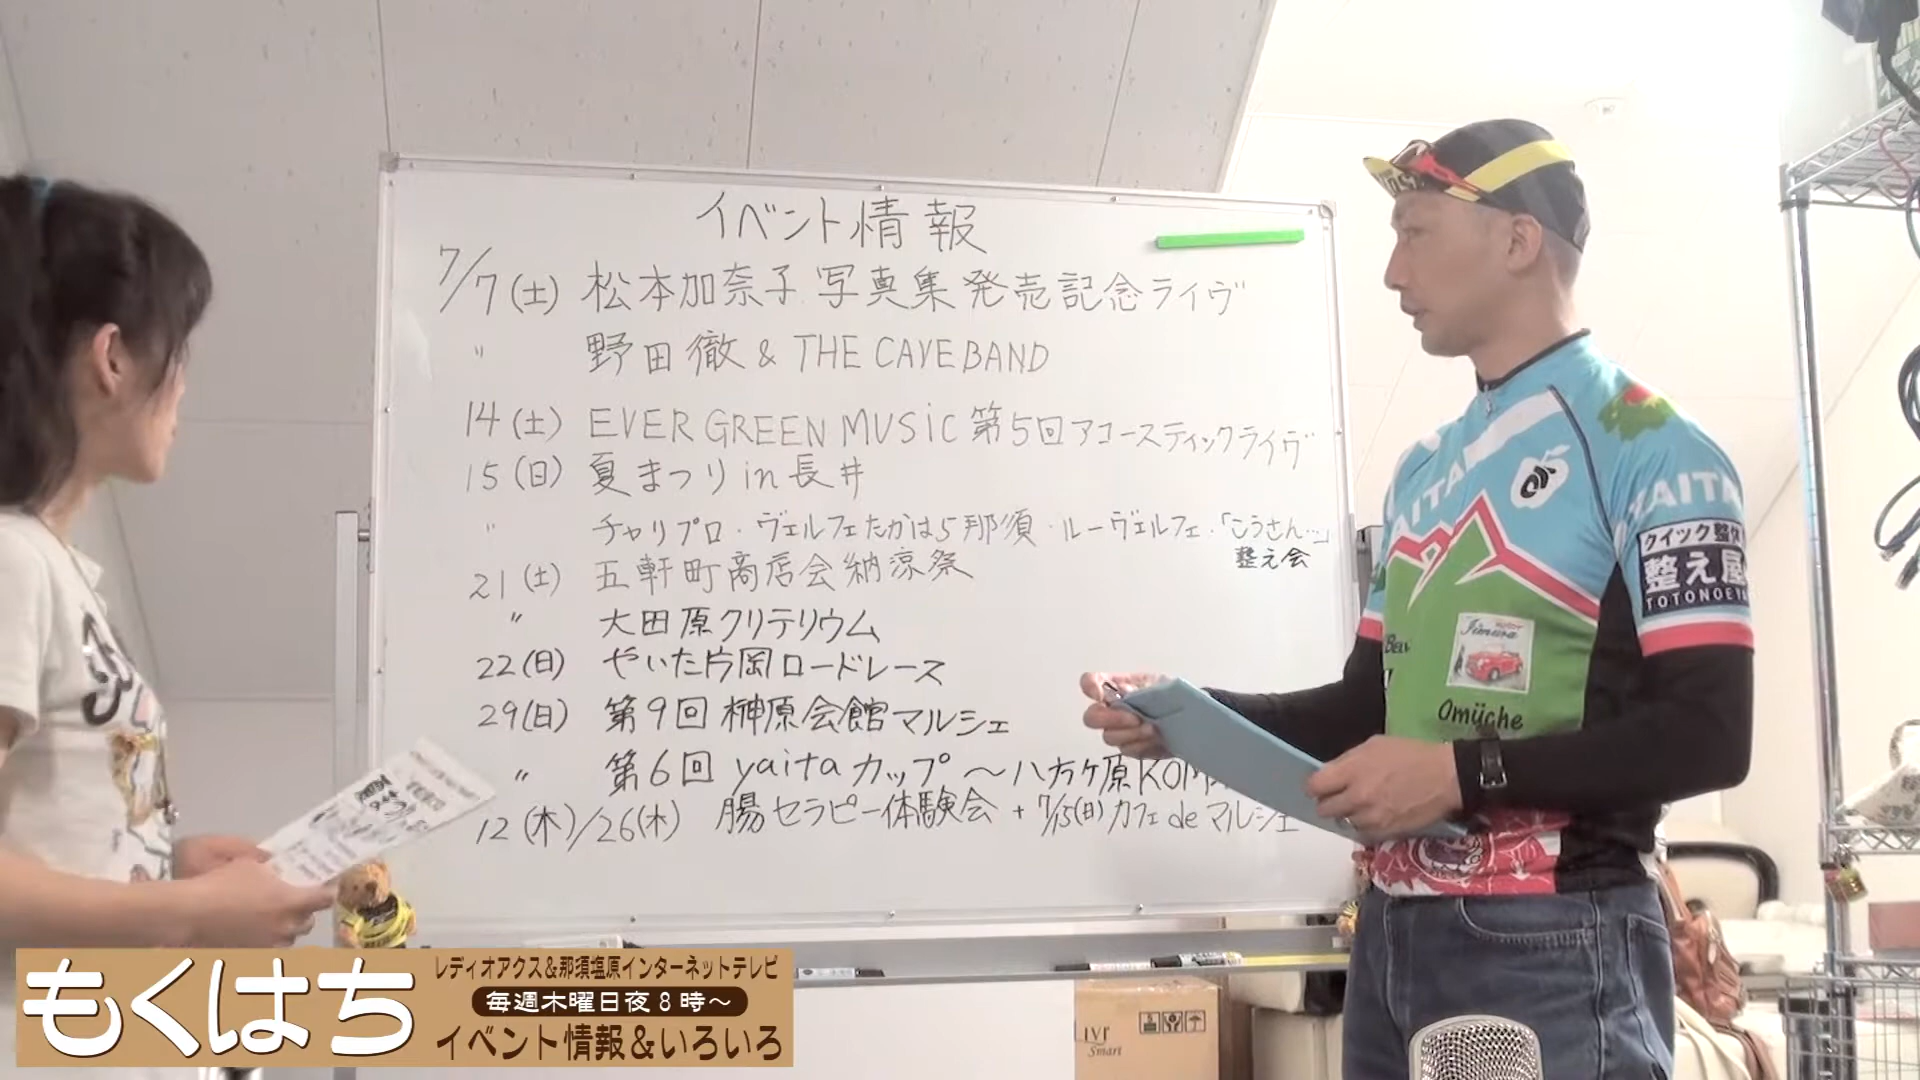 イベント情報
7/7(土) 松本加奈子 写真集 発売記念ライヴ
〃 野田 徹 & THE CAVE BAND
14(土) EVER GREEN MUSiC 第5回アコースティックライヴ
15(日) 夏まつり in 長井
〃 チャリプロ・ヴェルフェたかはら那須・ルーヴェルフェ・「こうさん…」
整え会
21(土) 五軒町商店会納涼祭
〃 大田原クリテリウム
22(日) やいた片岡ロードレース
29(日) 第9回 榊原会館マルシェ
〃 第6回 yaitaカップ 〜八方ヶ原KOM
12(木)/26(木) 腸セラピー体験会 + 7/15(日)カフェ de マルシェ
クイック整体
整え屋
TOTONOEYA
Jimura
Omüche
Smart
もくはち
レディオアクス&那須塩原インターネットテレビ
毎週木曜日夜8時〜
イベント情報&いろいろ